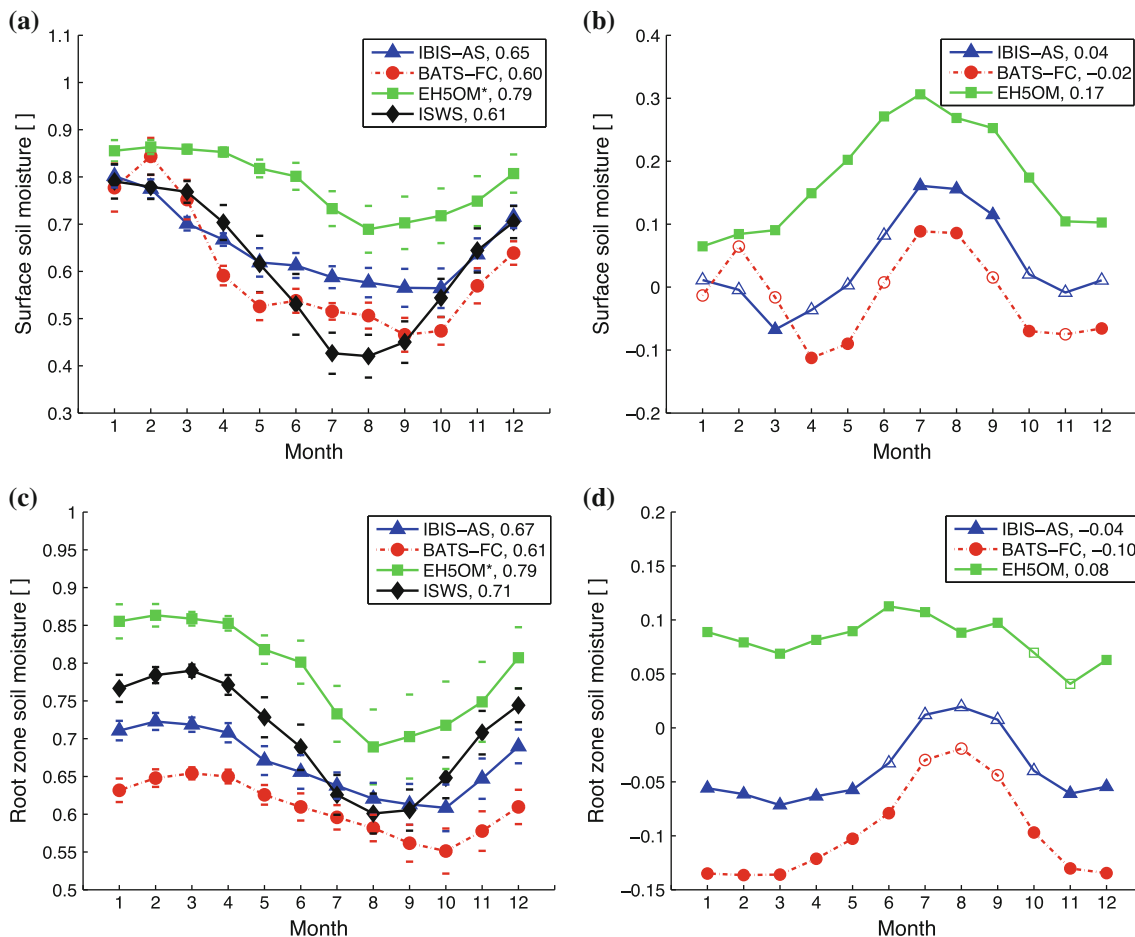 (a)
Surface soil moisture [ ]
1.1
1
0.9
0.8
0.7
0.6
0.5
0.4
0.3
IBIS−AS, 0.65
BATS−FC, 0.60
EH5OM*, 0.79
ISWS, 0.61
1 2 3 4 5 6 7 8 9 10 11 12
Month
(b)
Surface soil moisture [ ]
0.4
0.3
0.2
0.1
0
−0.1
−0.2
IBIS−AS, 0.04
BATS−FC, −0.02
EH5OM, 0.17
1 2 3 4 5 6 7 8 9 10 11 12
Month
(c)
Root zone soil moisture [ ]
1
0.95
0.9
0.85
0.8
0.75
0.7
0.65
0.6
0.55
0.5
IBIS−AS, 0.67
BATS−FC, 0.61
EH5OM*, 0.79
ISWS, 0.71
1 2 3 4 5 6 7 8 9 10 11 12
Month
(d)
Root zone soil moisture [ ]
0.2
0.15
0.1
0.05
0
−0.05
−0.1
−0.15
IBIS−AS, −0.04
BATS−FC, −0.10
EH5OM, 0.08
1 2 3 4 5 6 7 8 9 10 11 12
Month